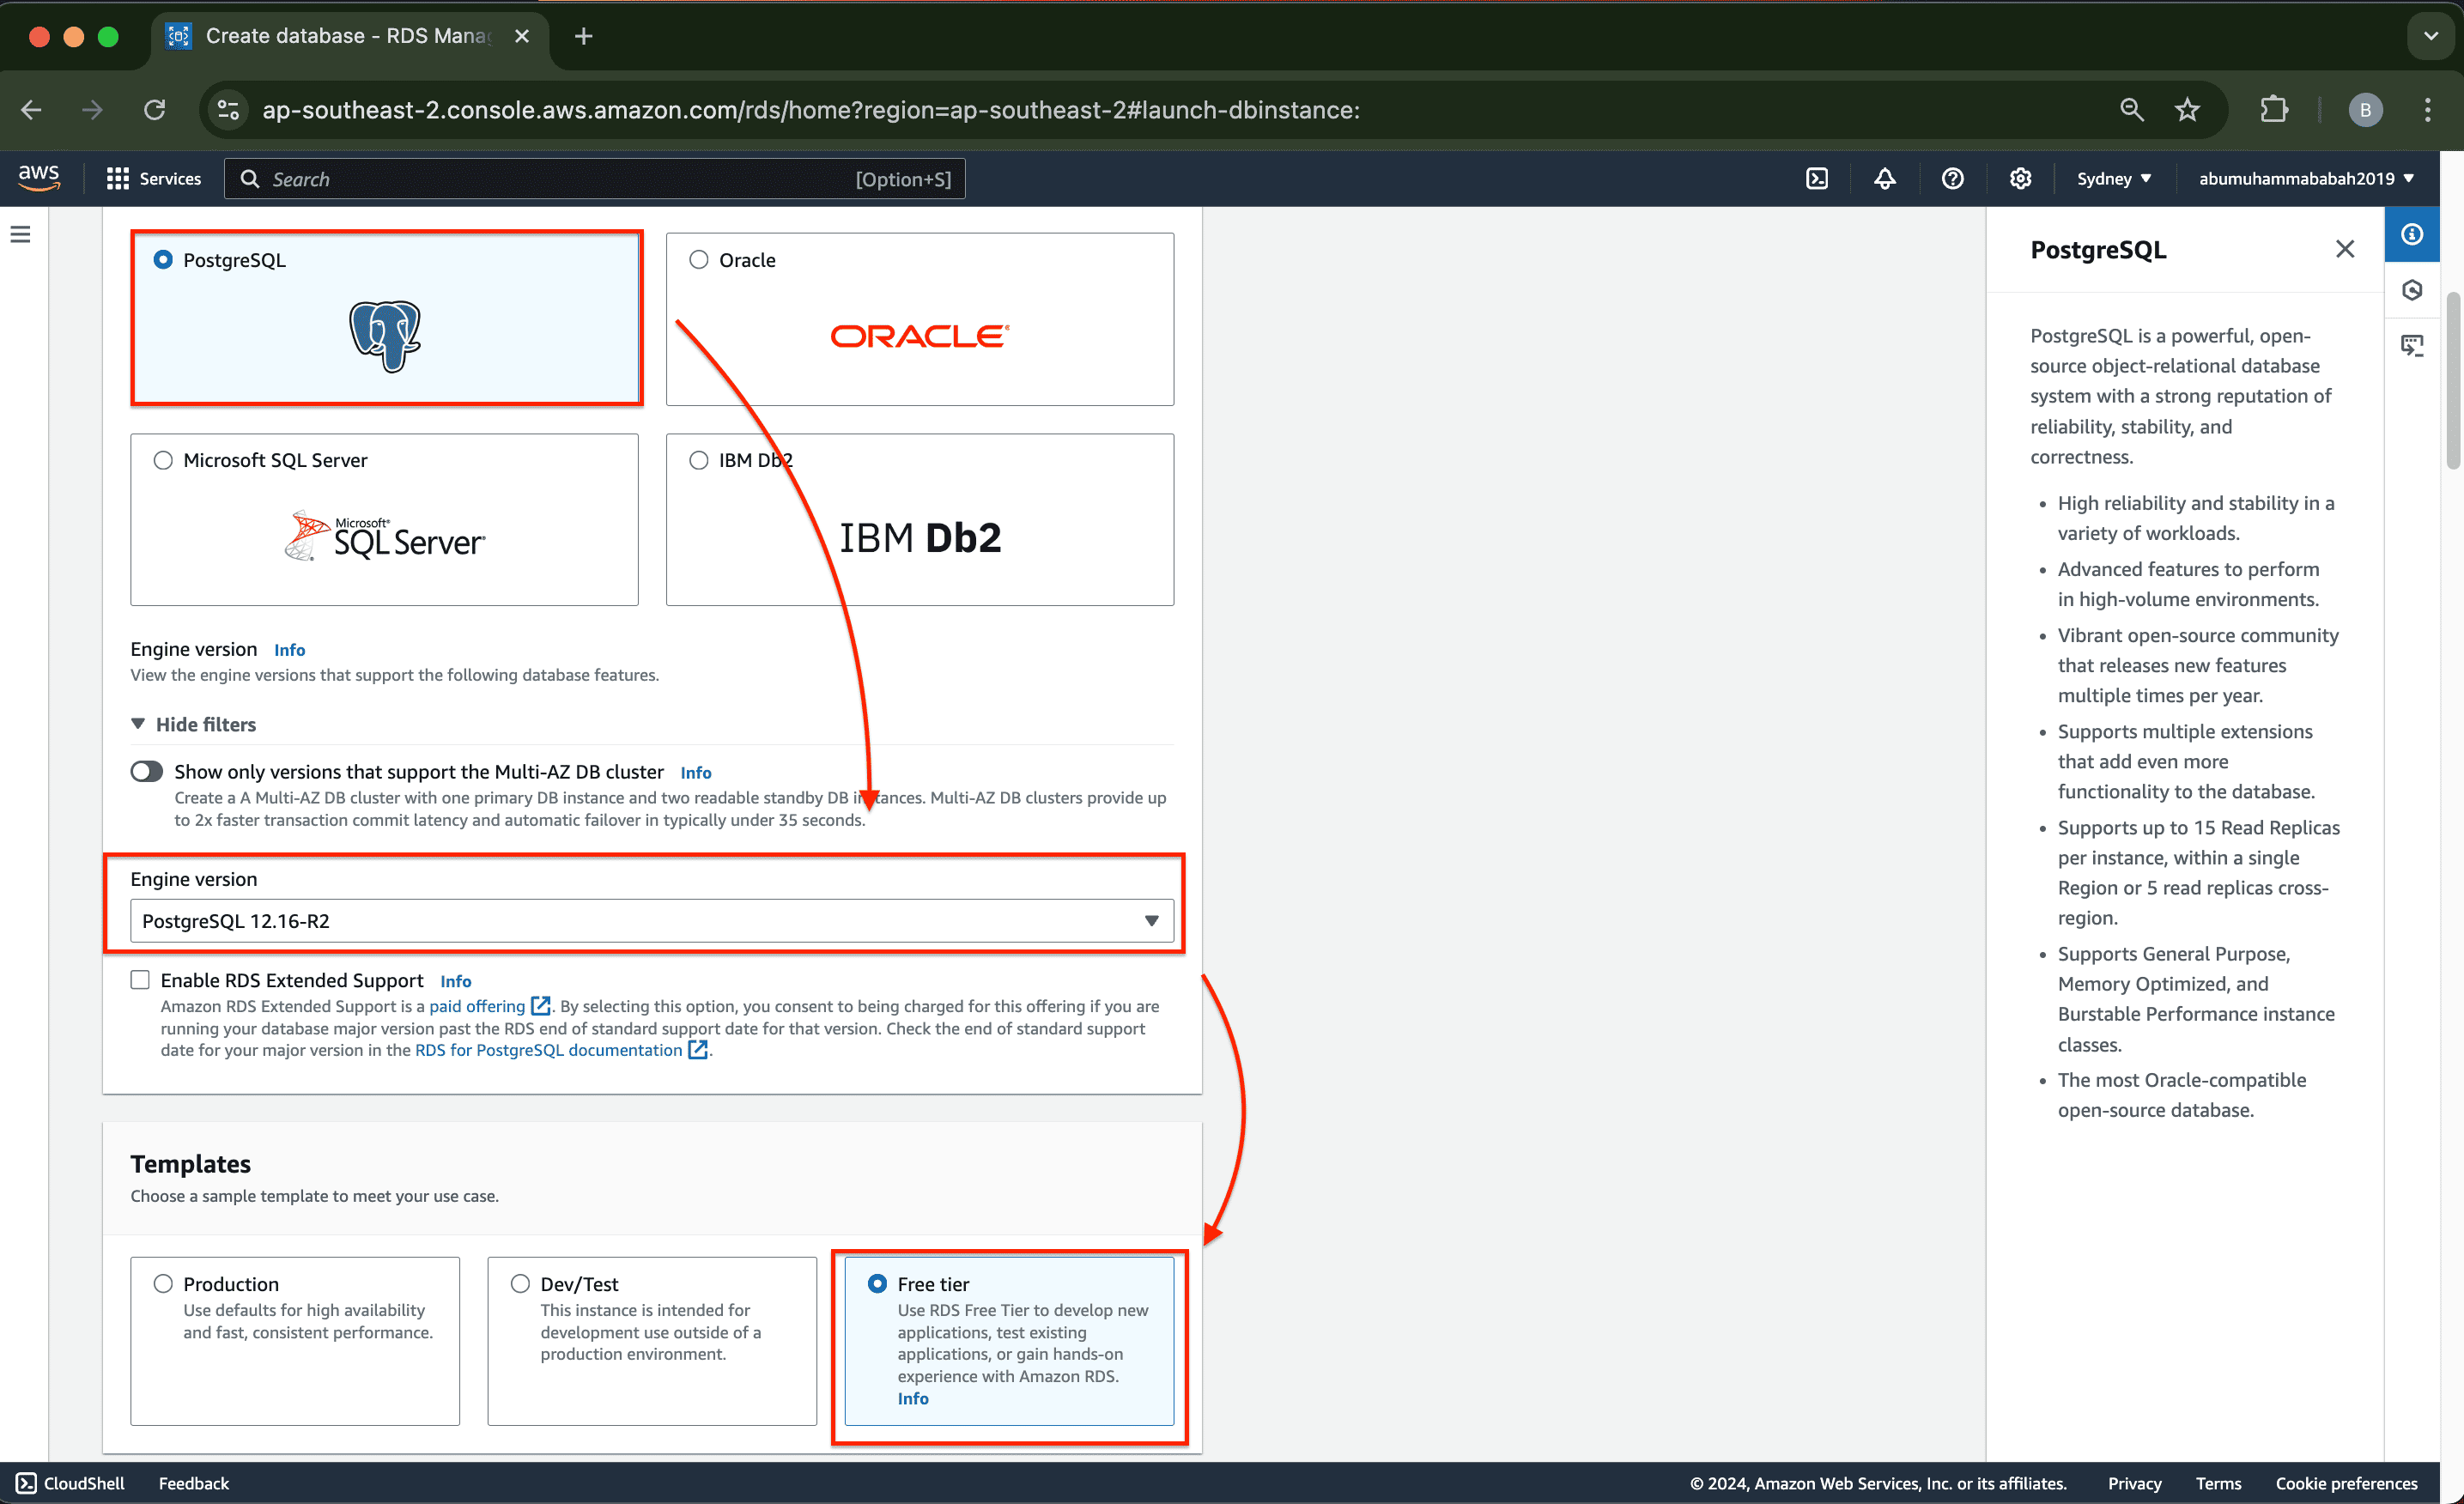 Create database - RDS Mana
ap-southeast-2.console.aws.amazon.com/rds/home?region=ap-southeast-2#launch-dbinstance:
B
aws
Services
Search
[Option+S]
Sydney
abumuhammababah2019
PostgreSQL
Oracle
ORACLE
Microsoft SQL Server
Microsoft
SQL Server
IBM Db2
IBM Db2
Engine version Info
View the engine versions that support the following database features.
Hide filters
Show only versions that support the Multi-AZ DB cluster Info
Create a A Multi-AZ DB cluster with one primary DB instance and two readable standby DB instances. Multi-AZ DB clusters provide up
to 2x faster transaction commit latency and automatic failover in typically under 35 seconds.
Engine version
PostgreSQL 12.16-R2
Enable RDS Extended Support Info
Amazon RDS Extended Support is a paid offering. By selecting this option, you consent to being charged for this offering if you are
running your database major version past the RDS end of standard support date for that version. Check the end of standard support
date for your major version in the RDS for PostgreSQL documentation.
Templates
Choose a sample template to meet your use case.
Production
Use defaults for high availability
and fast, consistent performance.
Dev/Test
This instance is intended for
development use outside of a
production environment.
Free tier
Use RDS Free Tier to develop new
applications, test existing
applications, or gain hands-on
experience with Amazon RDS.
Info
PostgreSQL
PostgreSQL is a powerful, open-
source object-relational database
system with a strong reputation of
reliability, stability, and
correctness.
• High reliability and stability in a
variety of workloads.
• Advanced features to perform
in high-volume environments.
• Vibrant open-source community
that releases new features
multiple times per year.
• Supports multiple extensions
that add even more
functionality to the database.
• Supports up to 15 Read Replicas
per instance, within a single
Region or 5 read replicas cross-
region.
• Supports General Purpose,
Memory Optimized, and
Burstable Performance instance
classes.
• The most Oracle-compatible
open-source database.
CloudShell
Feedback
© 2024, Amazon Web Services, Inc. or its affiliates.
Privacy
Terms
Cookie preferences